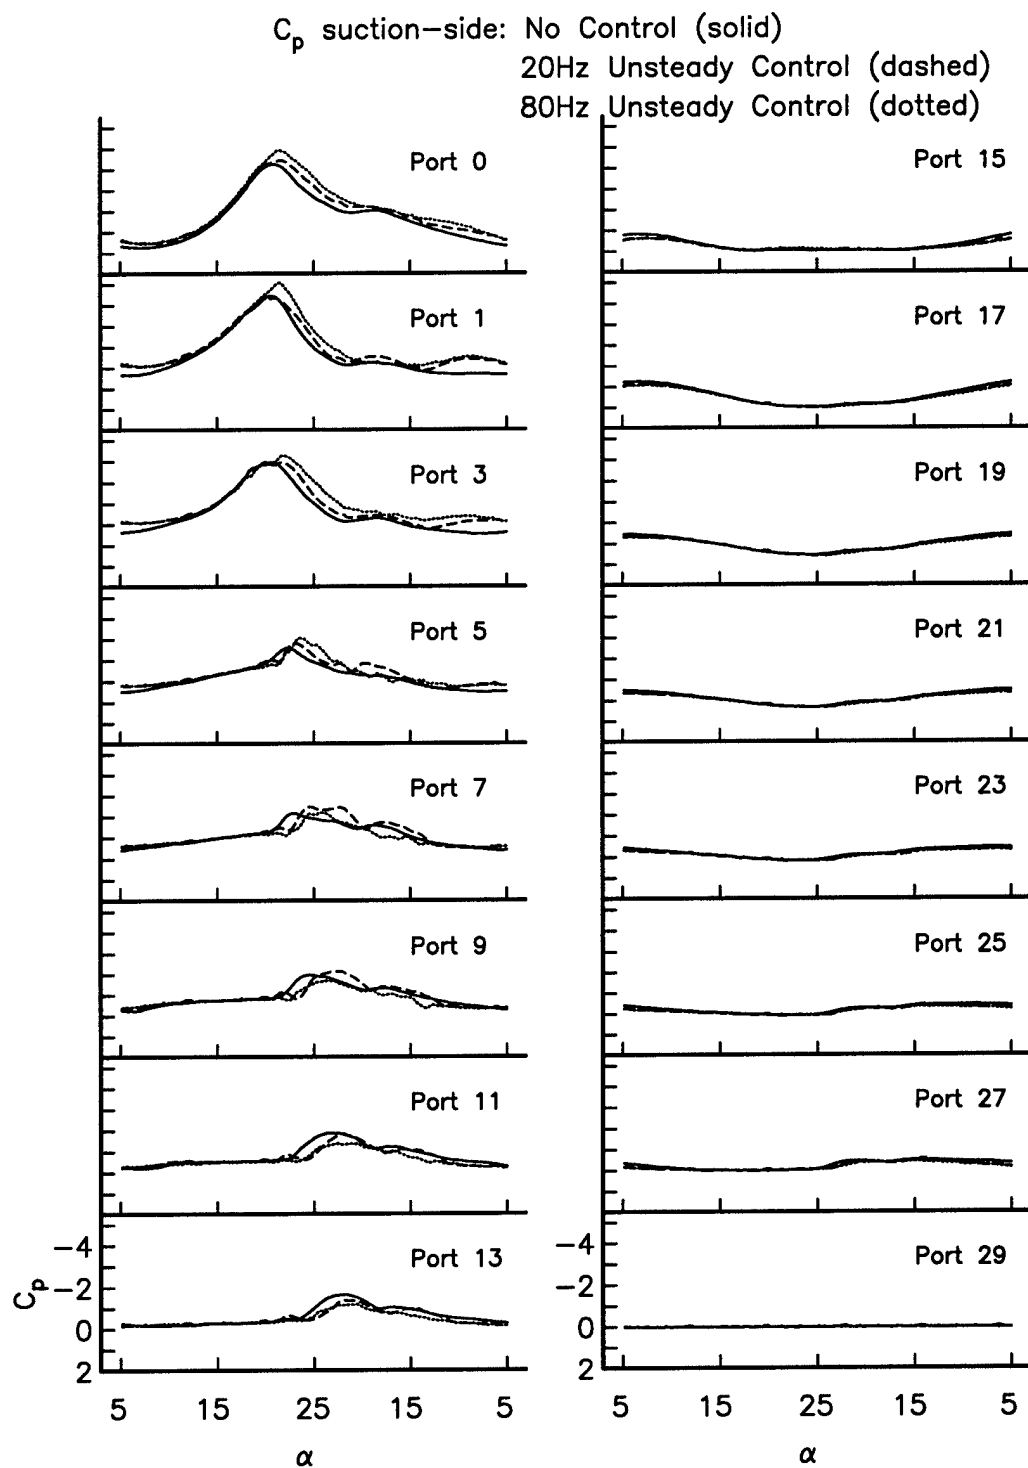 Cp suction-side: No Control (solid)
20Hz Unsteady Control (dashed)
80Hz Unsteady Control (dotted)
Port 0
Port 1
Port 3
Port 5
Port 7
Port 9
Port 11
Port 13
-4
-2
0
2
Cp
5 15 25 15 5
α
Port 15
Port 17
Port 19
Port 21
Port 23
Port 25
Port 27
Port 29
-4
-2
0
2
5 15 25 15 5
α